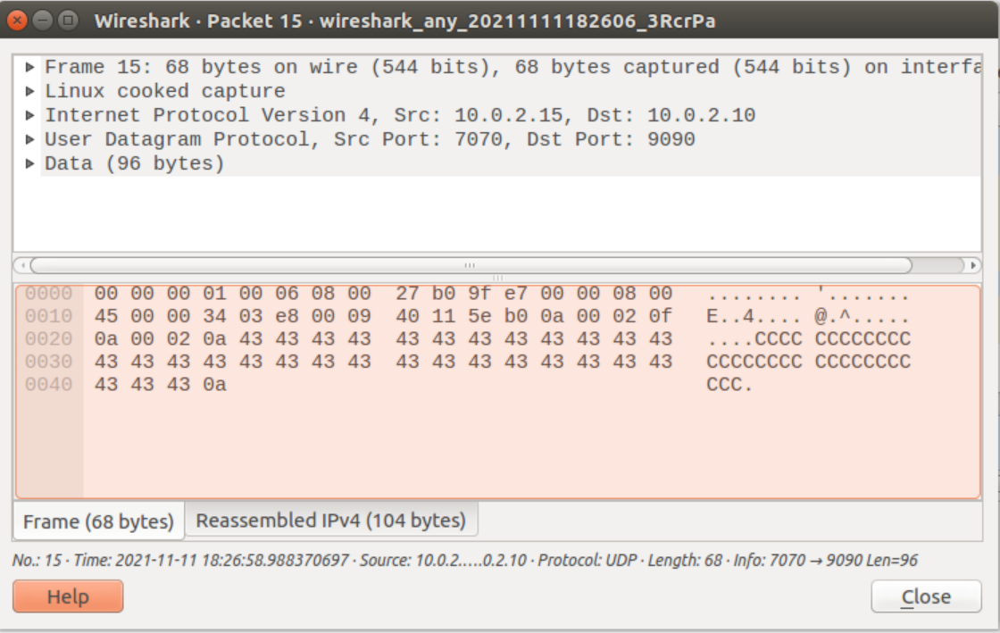 Wireshark · Packet 15 · wireshark_any_20211111182606_3RcrPa
Frame 15: 68 bytes on wire (544 bits), 68 bytes captured (544 bits) on interfa
Linux cooked capture
Internet Protocol Version 4, Src: 10.0.2.15, Dst: 10.0.2.10
User Datagram Protocol, Src Port: 7070, Dst Port: 9090
Data (96 bytes)
0000 00 00 00 01 00 06 08 00 27 b0 9f e7 00 00 08 00 ........ '.......
0010 45 00 00 34 03 e8 00 09 40 11 5e b0 0a 00 02 0f E..4.... @.^.....
0020 0a 00 02 0a 43 43 43 43 43 43 43 43 43 43 43 43 ....CCCC CCCCCCCC
0030 43 43 43 43 43 43 43 43 43 43 43 43 43 43 43 43 CCCCCCCC CCCCCCCC
0040 43 43 43 0a CCC.
Frame (68 bytes) Reassembled IPv4 (104 bytes)
No.: 15 · Time: 2021-11-11 18:26:58.988370697 · Source: 10.0.2.....0.2.10 · Protocol: UDP · Length: 68 · Info: 7070 → 9090 Len=96
Help Close